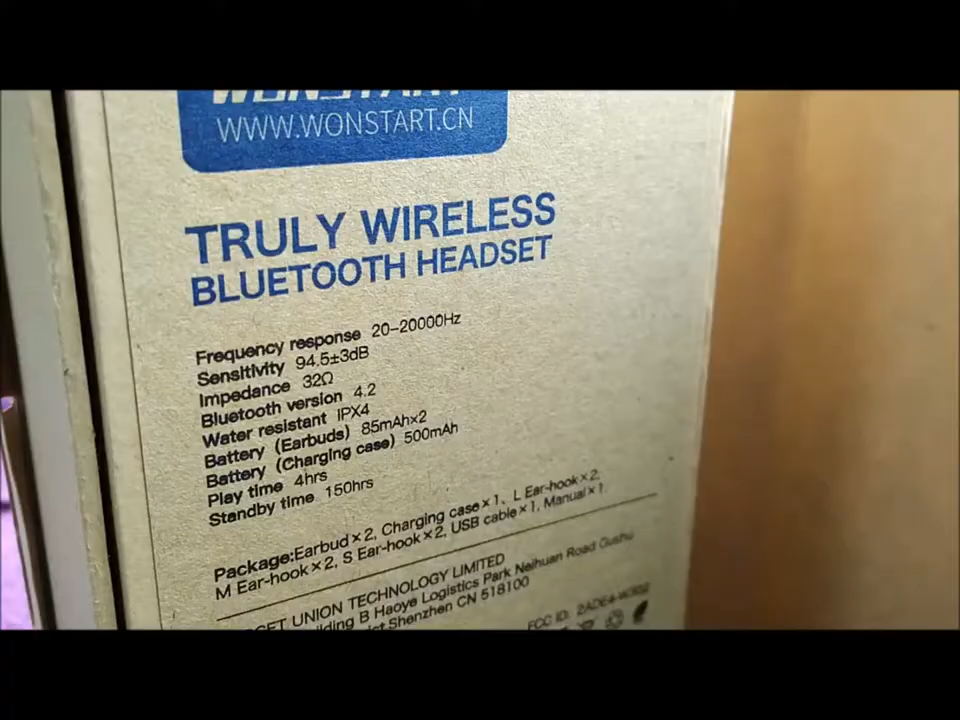 WONSTART
WWW.WONSTART.CN
TRULY WIRELESS
BLUETOOTH HEADSET
Frequency response 20-20000Hz
Sensitivity 94.5±3dB
Impedance 32Ω
Bluetooth version 4.2
Water resistant IPX4
Battery (Earbuds) 85mAh×2
Battery (Charging case) 500mAh
Play time 4hrs
Standby time 150hrs
Package:Earbud×2, Charging case×1、L Ear-hook×2,
M Ear-hook×2, S Ear-hook×2, USB cable×1, Manual×1
UNION TECHNOLOGY LIMITED
B Haoye Logistics Park Neihuan Road Gushu
Shenzhen CN 518100
FCC ID: